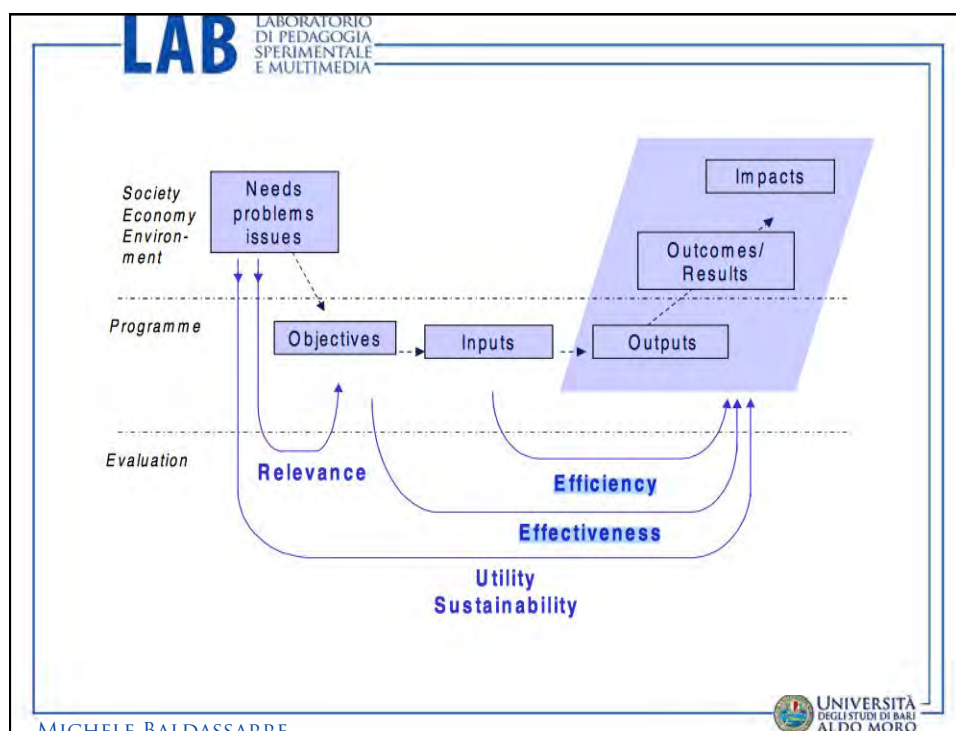 LAB
LABORATORIO
DI PEDAGOGIA
SPERIMENTALE
E MULTIMEDIA
Society
Economy
Environ-
ment
Needs
problems
issues
Impacts
Outcomes/
Results
Programme
Objectives
Inputs
Outputs
Evaluation
Relevance
Efficiency
Effectiveness
Utility
Sustainability
MICHELE BALDASSARRE
UNIVERSITÀ
DEGLI STUDI DI BARI
ALDO MORO